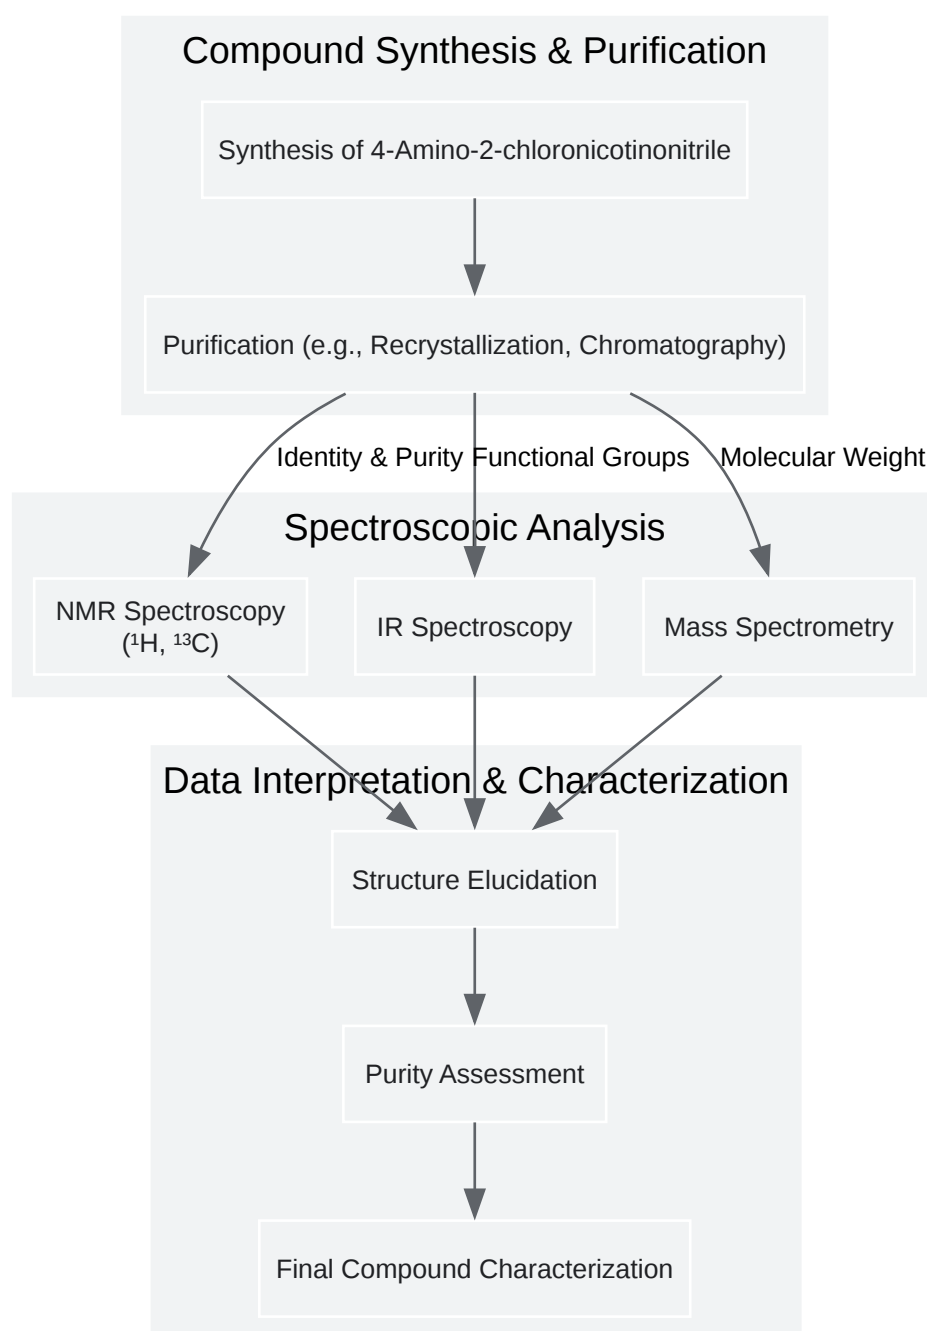 Compound Synthesis & Purification
Synthesis of 4-Amino-2-chloronicotinonitrile
Purification (e.g., Recrystallization, Chromatography)
Identity & Purity
Functional Groups
Molecular Weight
Spectroscopic Analysis
NMR Spectroscopy
(¹H, ¹³C)
IR Spectroscopy
Mass Spectrometry
Data Interpretation & Characterization
Structure Elucidation
Purity Assessment
Final Compound Characterization